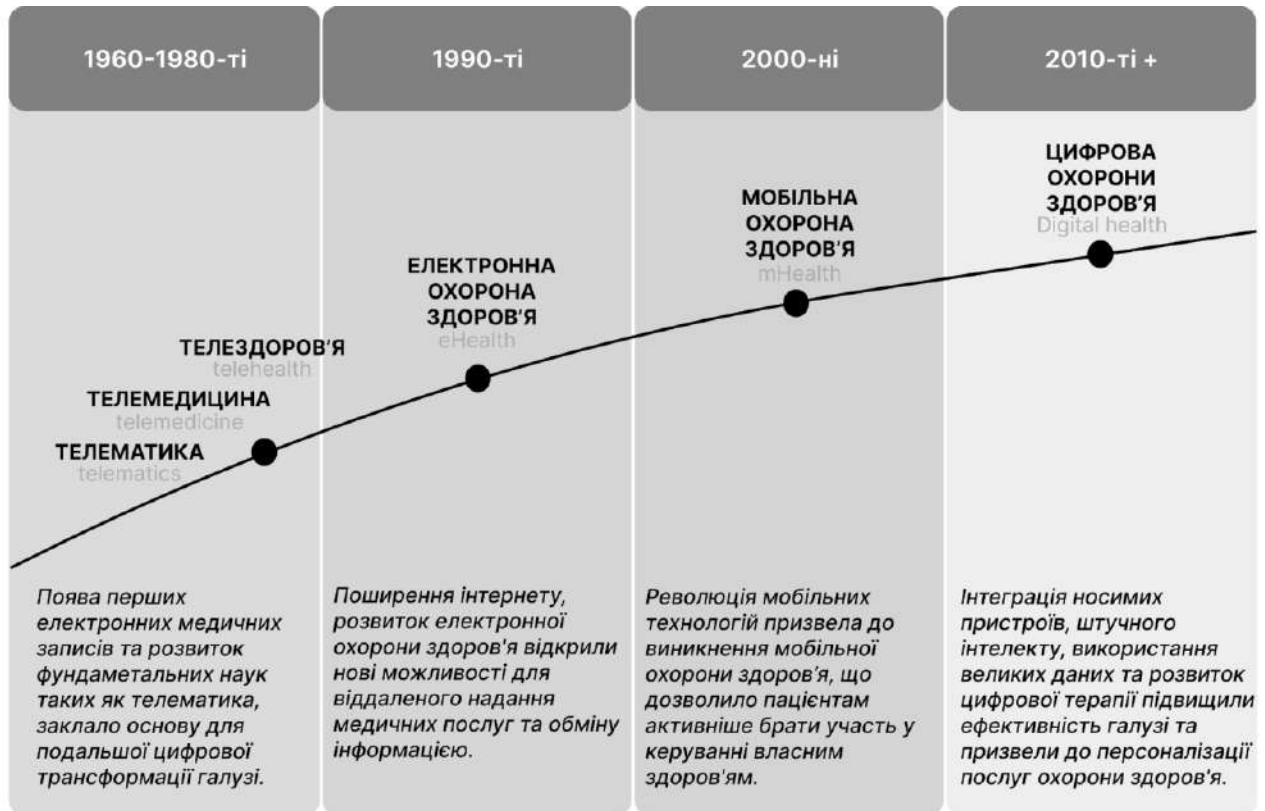 1960-1980-ті
1990-ті
2000-ні
2010-ті +
ТЕЛЕЗДОРОВ'Я
telehealth
ТЕЛЕМЕДИЦИНА
telemedicine
ТЕЛЕМАТИКА
telematics
Поява перших
електронних медичних
записів та розвиток
фундаметальних наук
таких як телематика,
заклало основу для
подальшої цифрової
трансформації галузі.
ЕЛЕКТРОННА
ОХОРОНА
ЗДОРОВ'Я
eHealth
Поширення інтернету,
розвиток електронної
охорони здоров'я відкрили
нові можливості для
віддаленого надання
медичних послуг та обміну
інформацією.
МОБІЛЬНА
ОХОРОНА
ЗДОРОВ'Я
mHealth
Революція мобільних
технологій призвела до
виникнення мобільної
охорони здоров'я, що
дозволило пацієнтам
активніше брати участь у
керуванні власним
здоров'ям.
ЦИФРОВА
ОХОРОНИ
ЗДОРОВ'Я
Digital health
Інтеграція носимих
пристроїв, штучного
інтелекту, використання
великих даних та розвиток
цифрової терапії підвищили
ефективність галузі та
призвели до персоналізації
послуг охорони здоров'я.